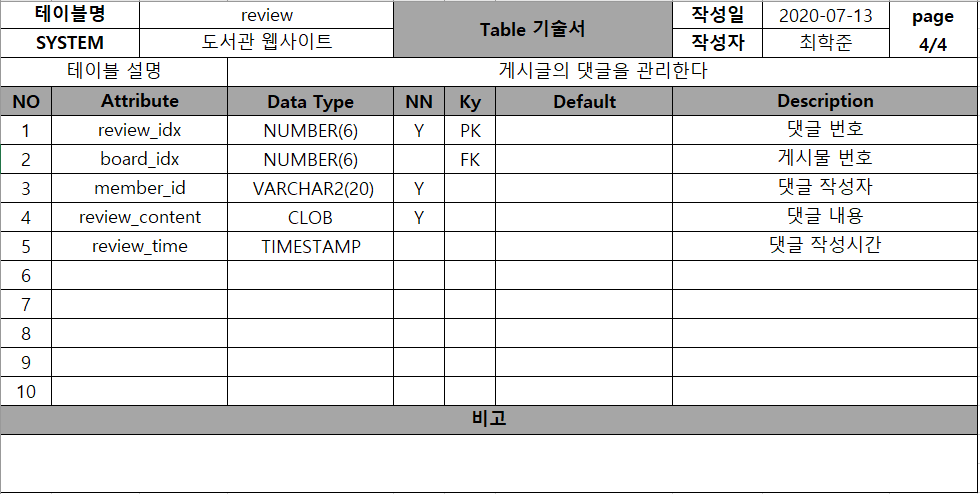 테이블명 review Table 기술서 작성일 2020-07-13 page
SYSTEM 도서관 웹사이트 작성자 최학준 4/4
테이블 설명 게시글의 댓글을 관리한다
NO Attribute Data Type NN Ky Default Description
1 review_idx NUMBER(6) Y PK 댓글 번호
2 board_idx NUMBER(6) FK 게시물 번호
3 member_id VARCHAR2(20) Y 댓글 작성자
4 review_content CLOB Y 댓글 내용
5 review_time TIMESTAMP 댓글 작성시간
6
7
8
9
10
비고